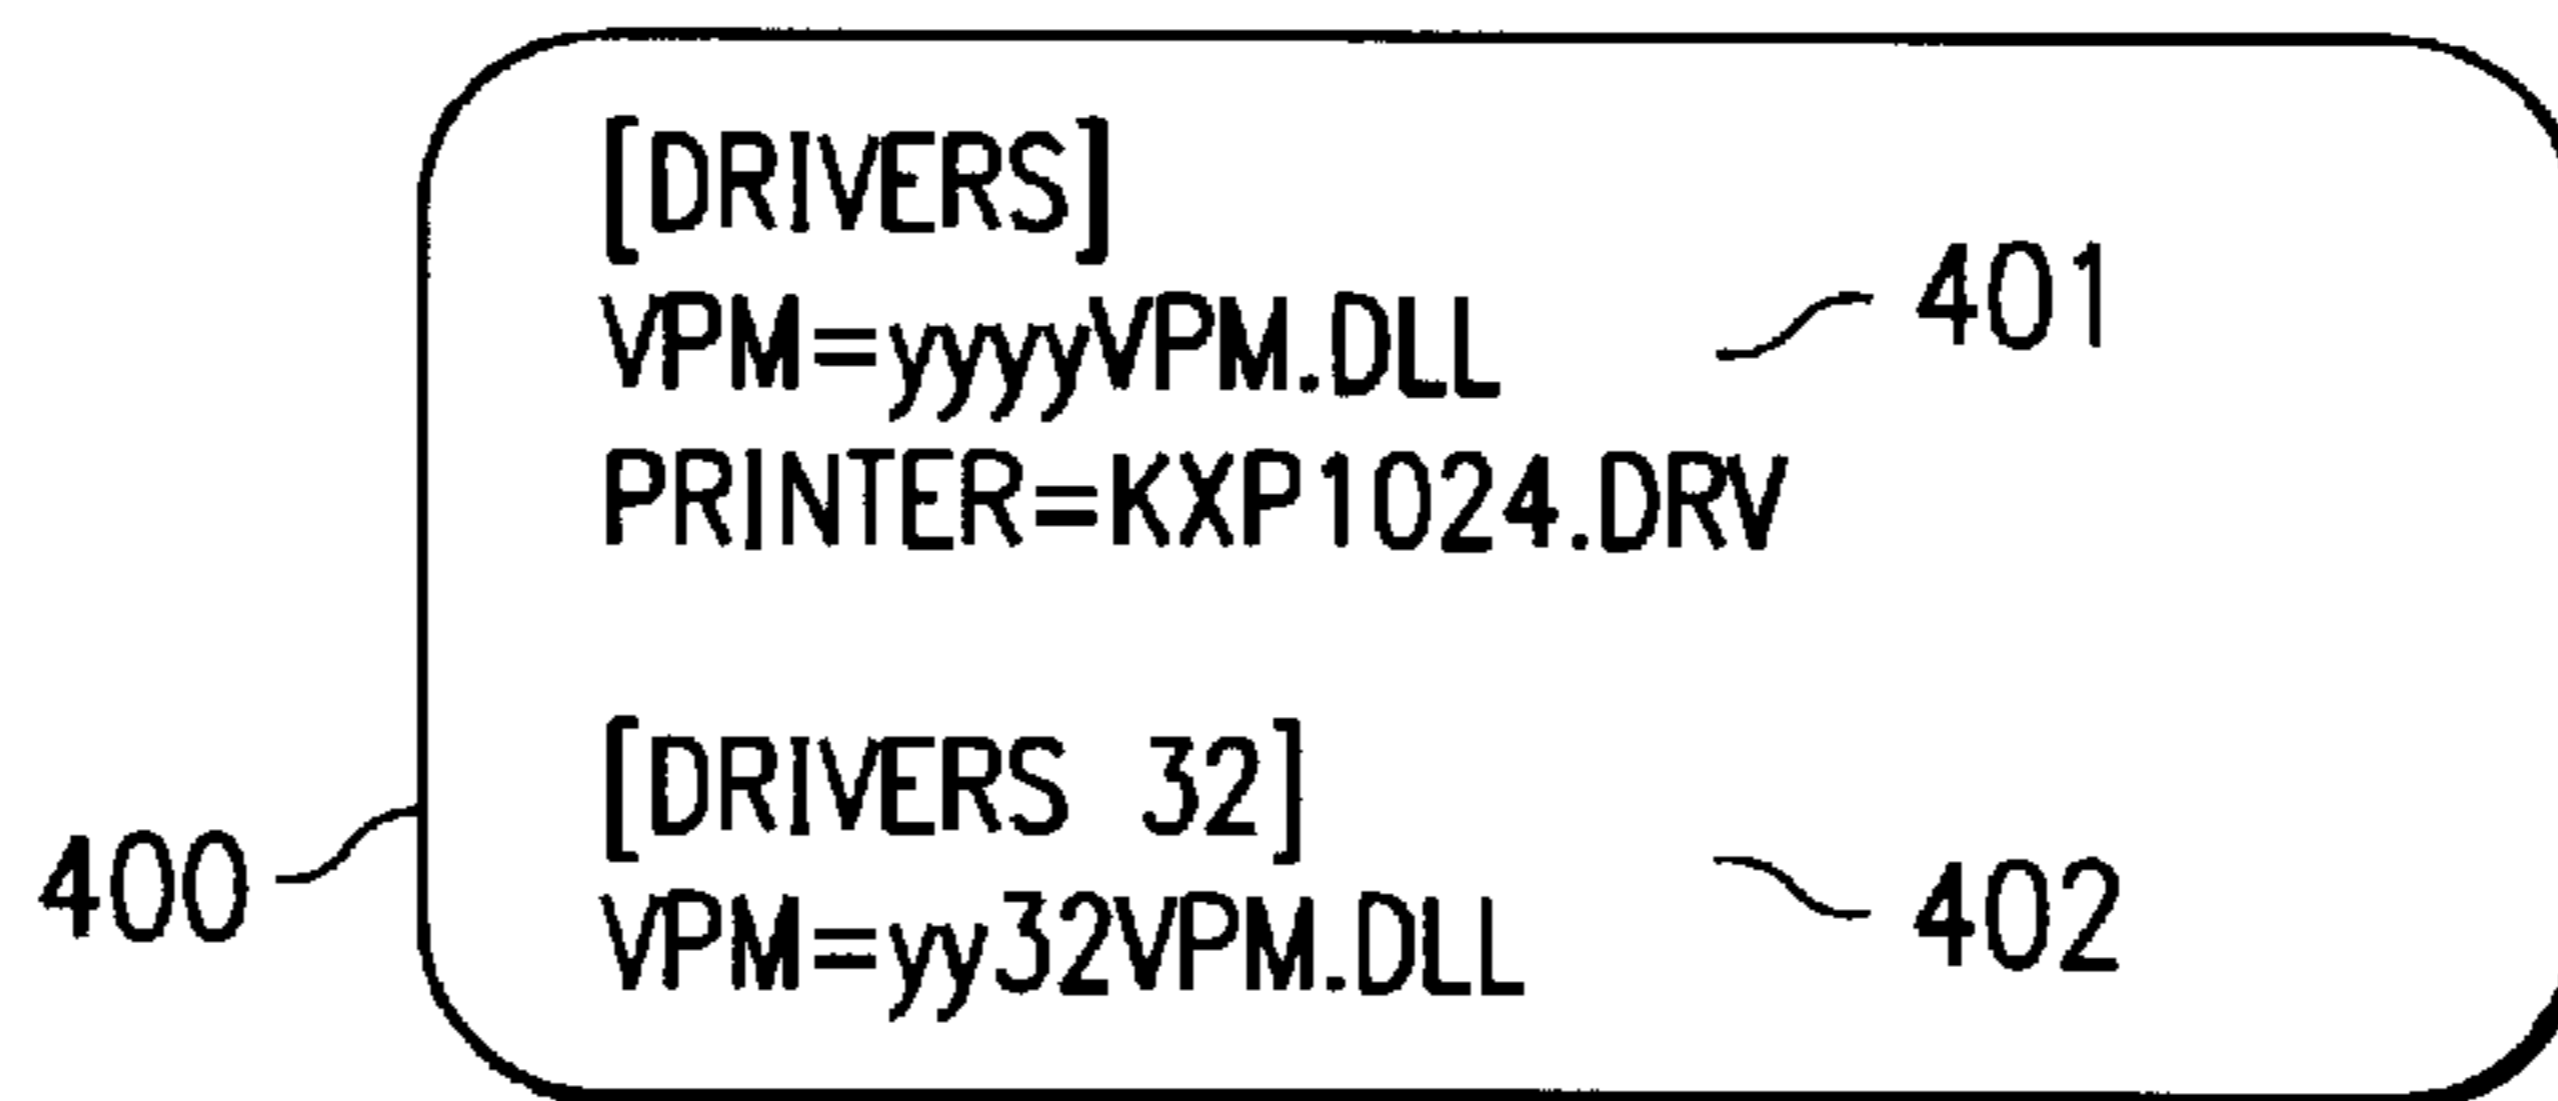 [DRIVERS]
VPM=yyyyVPM.DLL
401
PRINTER=KXP1024.DRV
[DRIVERS 32]
400
402
VPM=yy32VPM.DLL